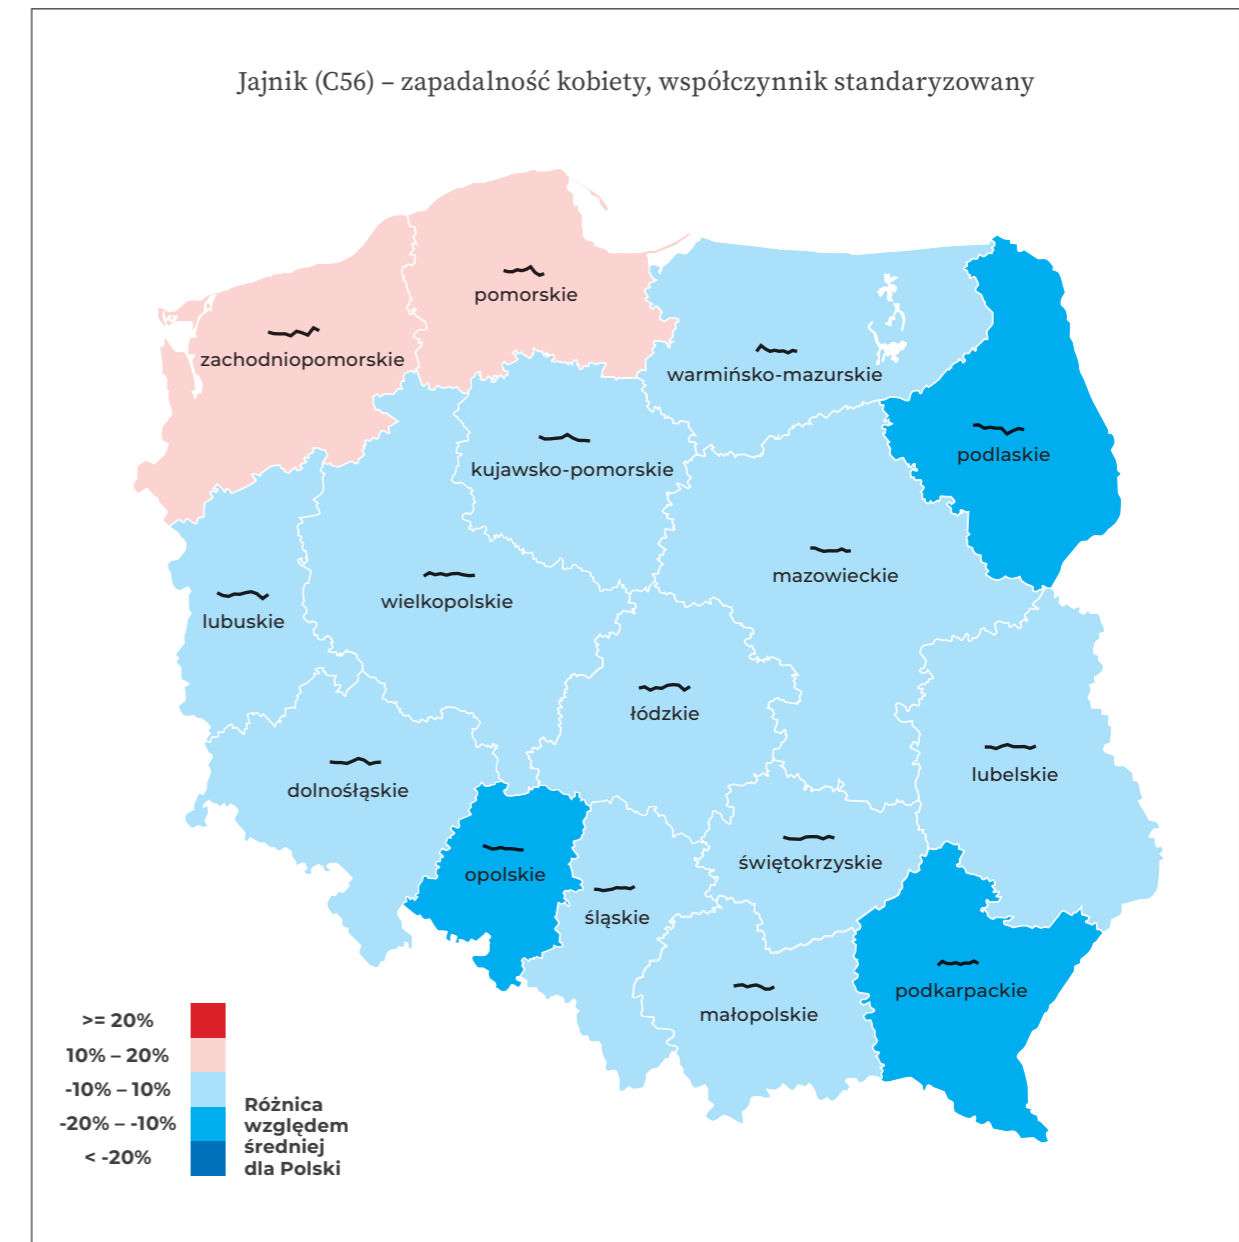 Jajnik (C56) – zapadalność kobiety, współczynnik standaryzowany
pomorskie
zachodniopomorskie
warmińsko-mazurskie
podlaskie
kujawsko-pomorskie
mazowieckie
wielkopolskie
lubuskie
łódzkie
lubelskie
dolnośląskie
świętokrzyskie
opolskie
śląskie
podkarpackie
małopolskie
>= 20%
10% – 20%
-10% – 10%
-20% – -10%
< -20%
Różnica
względem
średniej
dla Polski